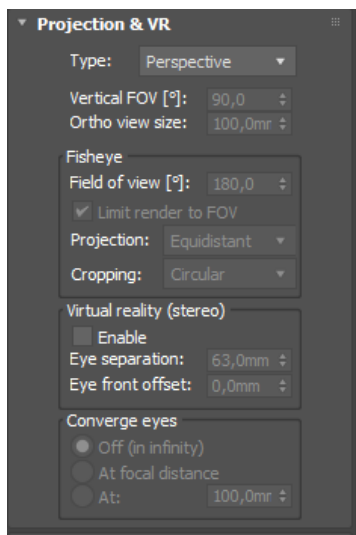 Projection & VR
Type: Perspective
Vertical FOV [°]: 90,0
Ortho view size: 100,0mr
Fisheye
Field of view [°]: 180,0
Limit render to FOV
Projection: Equidistant
Cropping: Circular
Virtual reality (stereo)
Enable
Eye separation: 63,0mm
Eye front offset: 0,0mm
Converge eyes
Off (in infinity)
At focal distance
At: 100,0mr